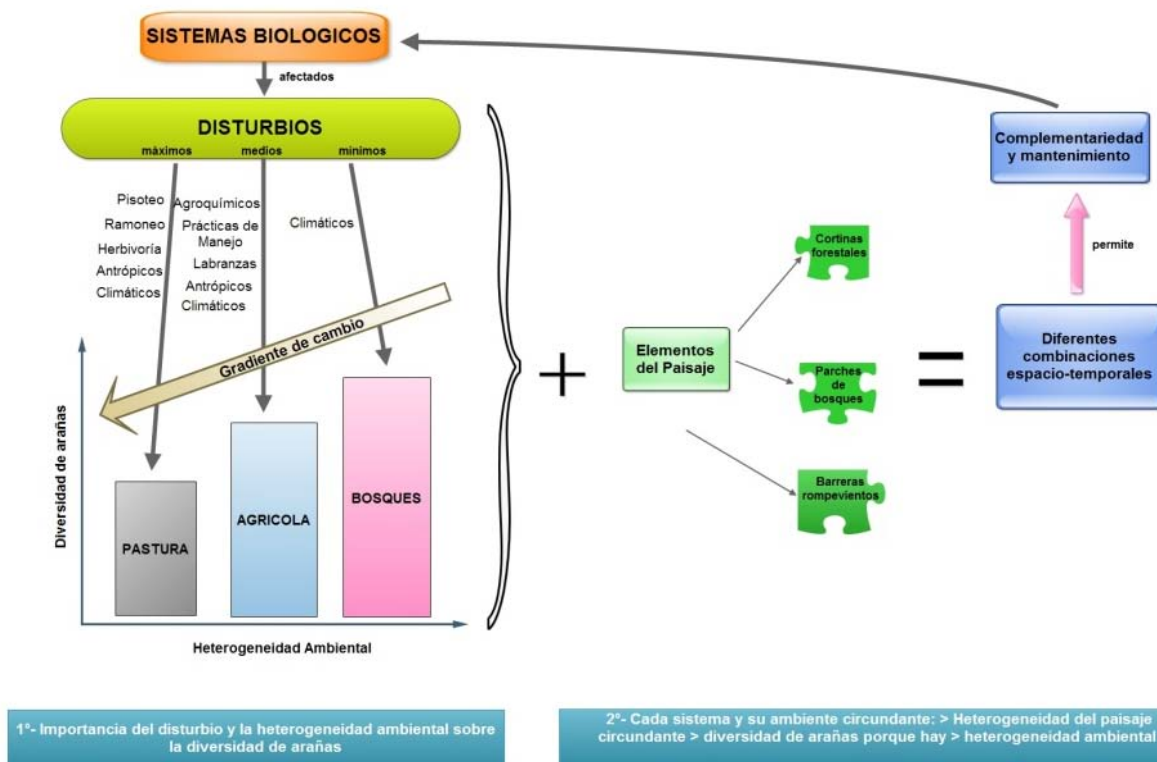 SISTEMAS BIOLOGICOS
afectados
DISTURBIOS
máximos medios minimos
Pisoteo
Ramoneo
Herbivoría
Antrópicos
Climáticos
Agroquímicos
Prácticas de
Manejo
Labranzas
Antrópicos
Climáticos
Climáticos
Gradiente de cambio
Diversidad de arañas
PASTURA
AGRICOLA
BOSQUES
Heterogeneidad Ambiental
+
Elementos
del Paisaje
Cortinas
forestales
Parches
de
bosques
Barreras
rompevientos
=
Diferentes
combinaciones
espacio-temporales
permite
Complementariedad
y mantenimiento
1º- Importancia del disturbio y la heterogeneidad ambiental sobre
la diversidad de arañas
2º- Cada sistema y su ambiente circundante: > Heterogeneidad del paisaje
circundante > diversidad de arañas porque hay > heterogeneidad ambiental